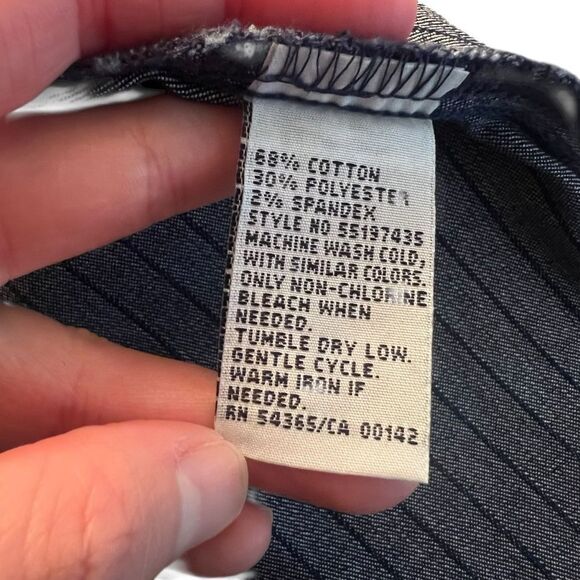 68% COTTON
30% POLYESTER
2% SPANDEX
STYLE NO 55197435
MACHINE WASH COLD,
WITH SIMILAR COLORS.
ONLY NON-CHLORINE
BLEACH WHEN
NEEDED.
TUMBLE DRY LOW.
GENTLE CYCLE.
WARM IRON IF
NEEDED.
RN 54365/CA 00142